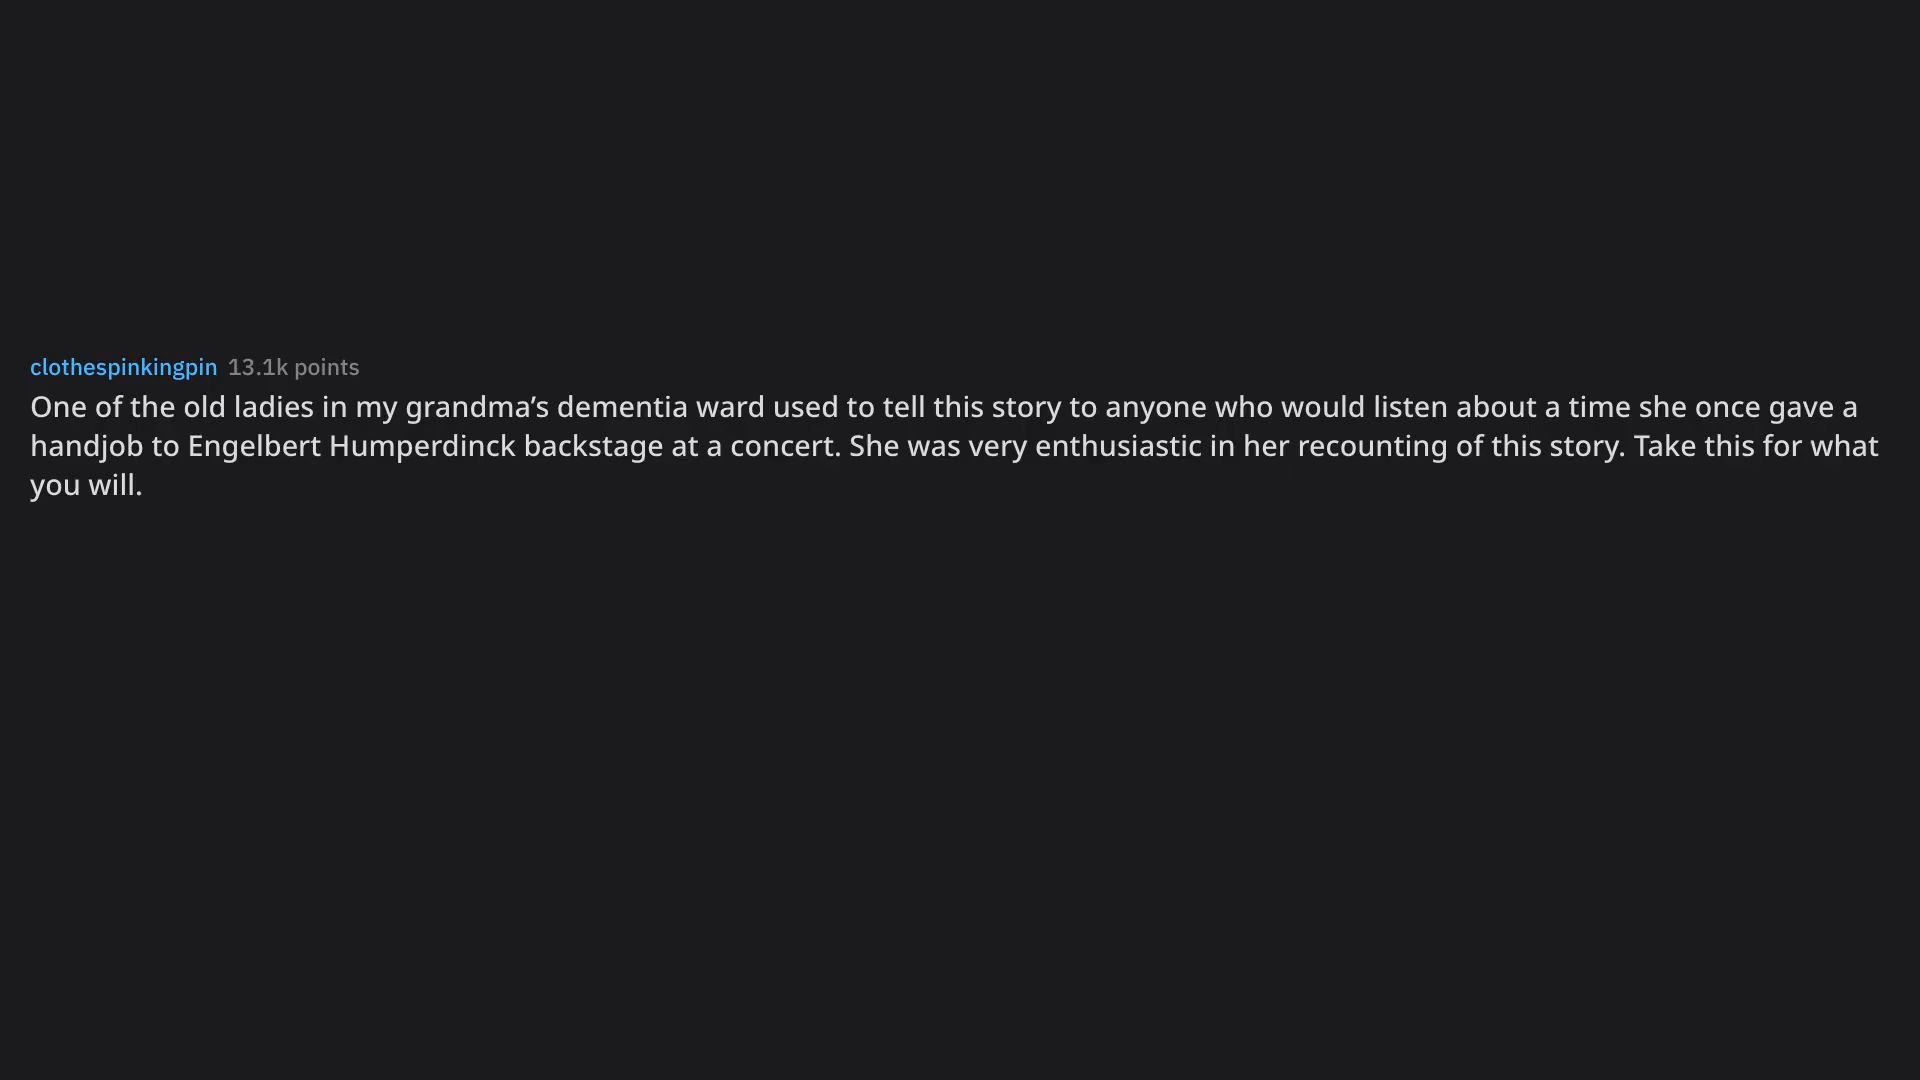 clothespinkingpin 13.1k points
One of the old ladies in my grandma’s dementia ward used to tell this story to anyone who would listen about a time she once gave a
handjob to Engelbert Humperdinck backstage at a concert. She was very enthusiastic in her recounting of this story. Take this for what
you will.